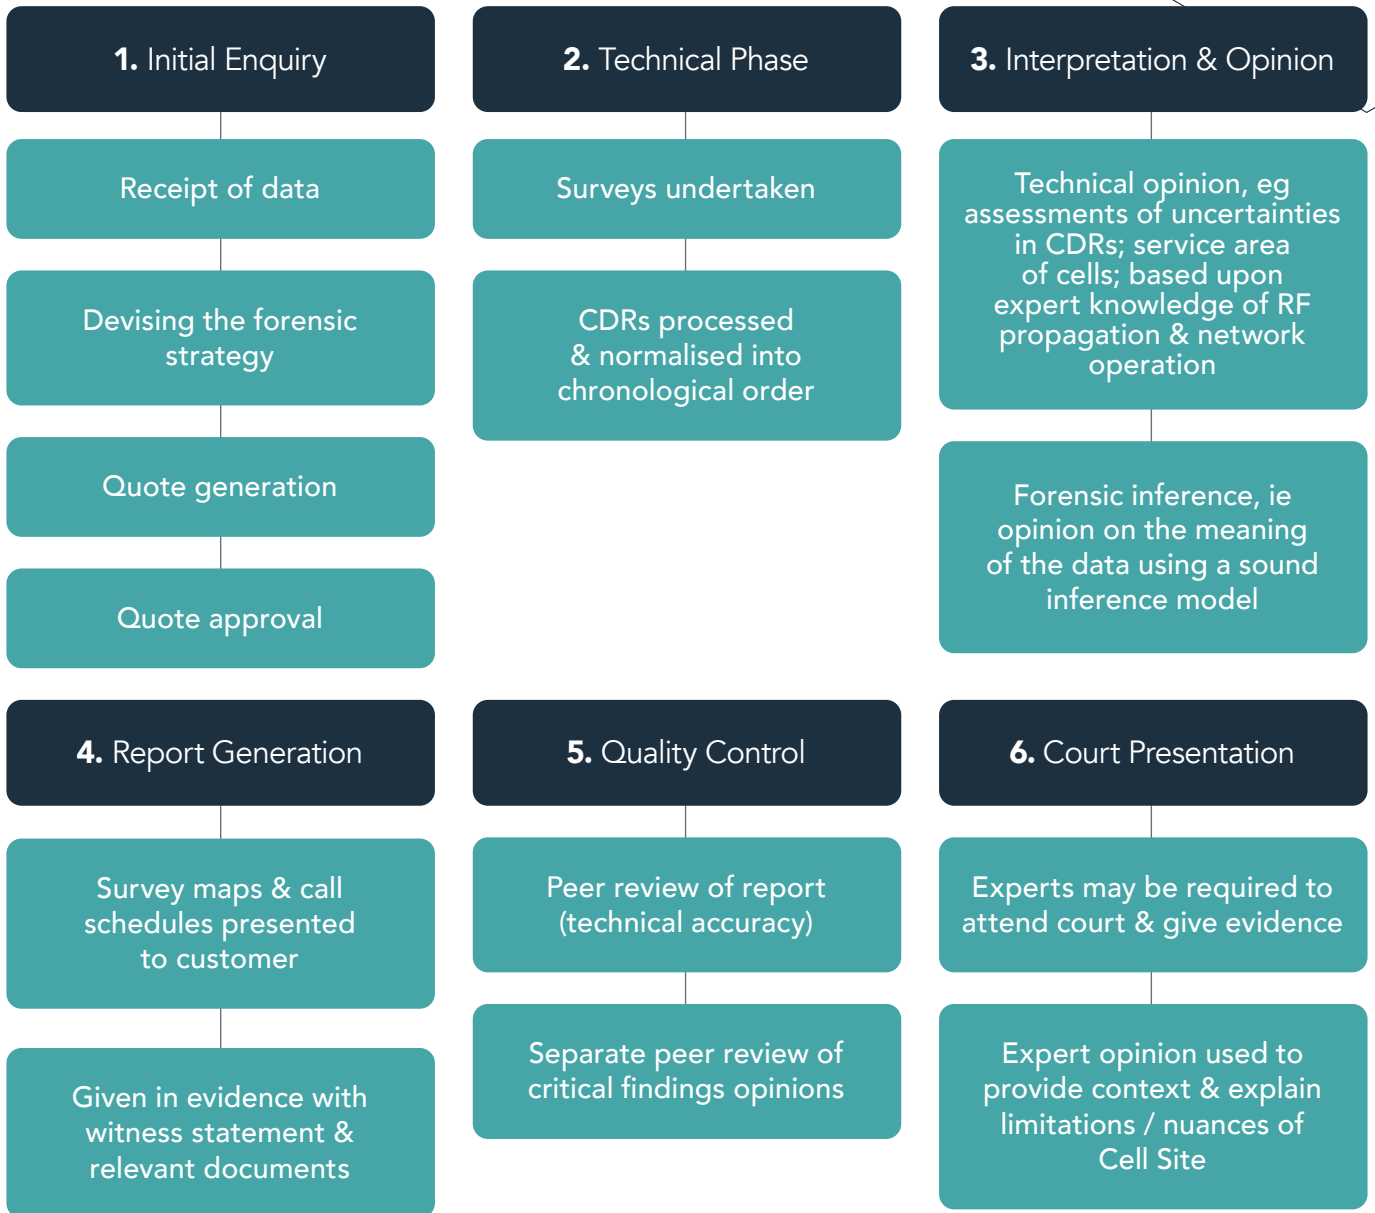 1. Initial Enquiry
Receipt of data
Devising the forensic
strategy
Quote generation
Quote approval
2. Technical Phase
Surveys undertaken
CDRs processed
& normalised into
chronological order
3. Interpretation & Opinion
Technical opinion, eg
assessments of uncertainties
in CDRs; service area
of cells; based upon
expert knowledge of RF
propagation & network
operation
Forensic inference, ie
opinion on the meaning
of the data using a sound
inference model
4. Report Generation
Survey maps & call
schedules presented
to customer
Given in evidence with
witness statement &
relevant documents
5. Quality Control
Peer review of report
(technical accuracy)
Separate peer review of
critical findings opinions
6. Court Presentation
Experts may be required to
attend court & give evidence
Expert opinion used to
provide context & explain
limitations / nuances of
Cell Site